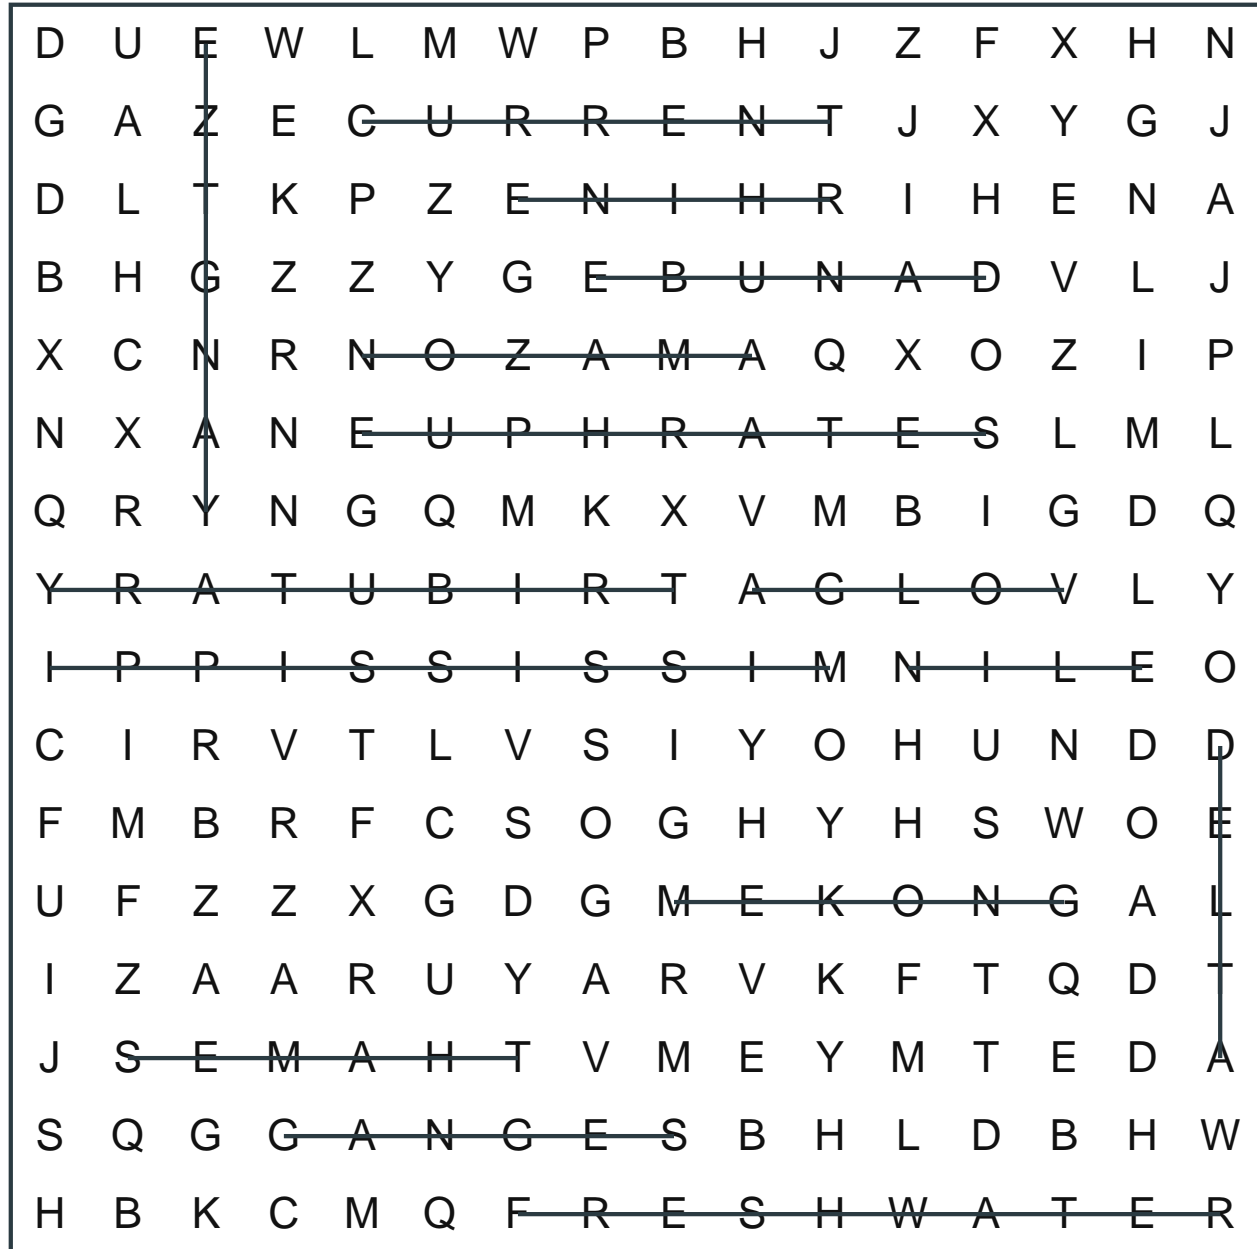 D U E W L M W P B H J Z F X H N
G A Z E C U R R E N T J X Y G J
D L T K P Z E N I H R I H E N A
B H G Z Z Y G E B U N A D V L J
X C N R N O Z A M A Q X O Z I P
N X A N E U P H R A T E S L M L
Q R Y N G Q M K X V M B I G D Q
Y R A T U B I R T A G L O V L Y
I P P I S S I S S I M N I L E O
C I R V T L V S I Y O H U N D D
F M B R F C S O G H Y H S W O E
U F Z Z X G D G M E K O N G A L
I Z A A R U Y A R V K F T Q D T
J S E M A H T V M E Y M T E D A
S Q G G A N G E S B H L D B H W
H B K C M Q F R E S H W A T E R